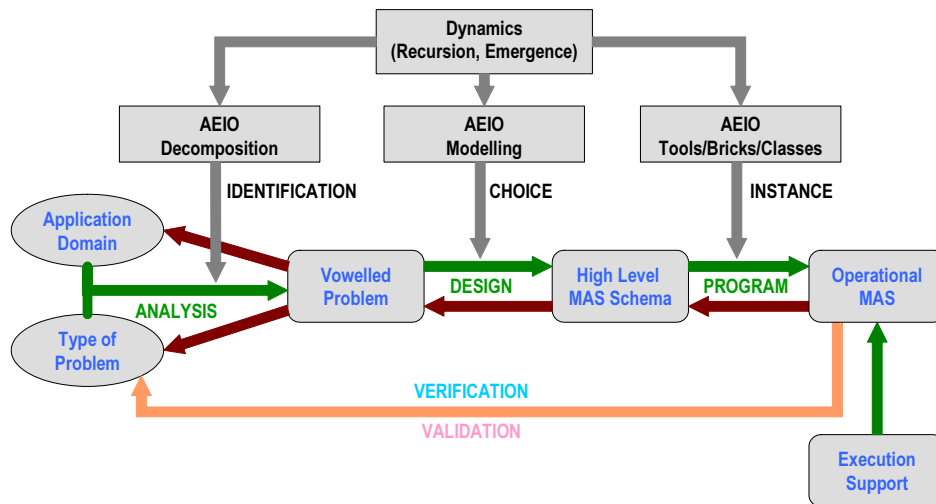 Dynamics
(Recursion, Emergence)
AEIO
Decomposition
AEIO
Modelling
AEIO
Tools/Bricks/Classes
IDENTIFICATION
CHOICE
INSTANCE
Application
Domain
Vowelled
Problem
High Level
MAS Schema
Operational
MAS
ANALYSIS
DESIGN
PROGRAM
Type of
Problem
VERIFICATION
VALIDATION
Execution
Support